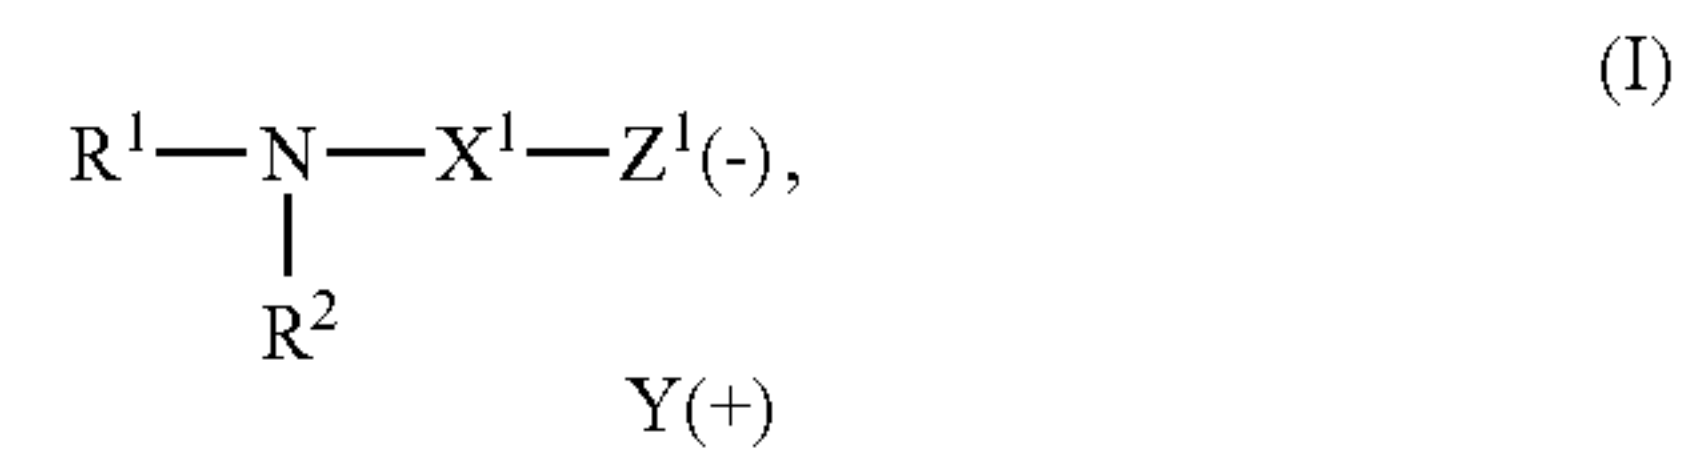 (I)
R¹—N—X¹—Z¹(-),
R²
Y(+)